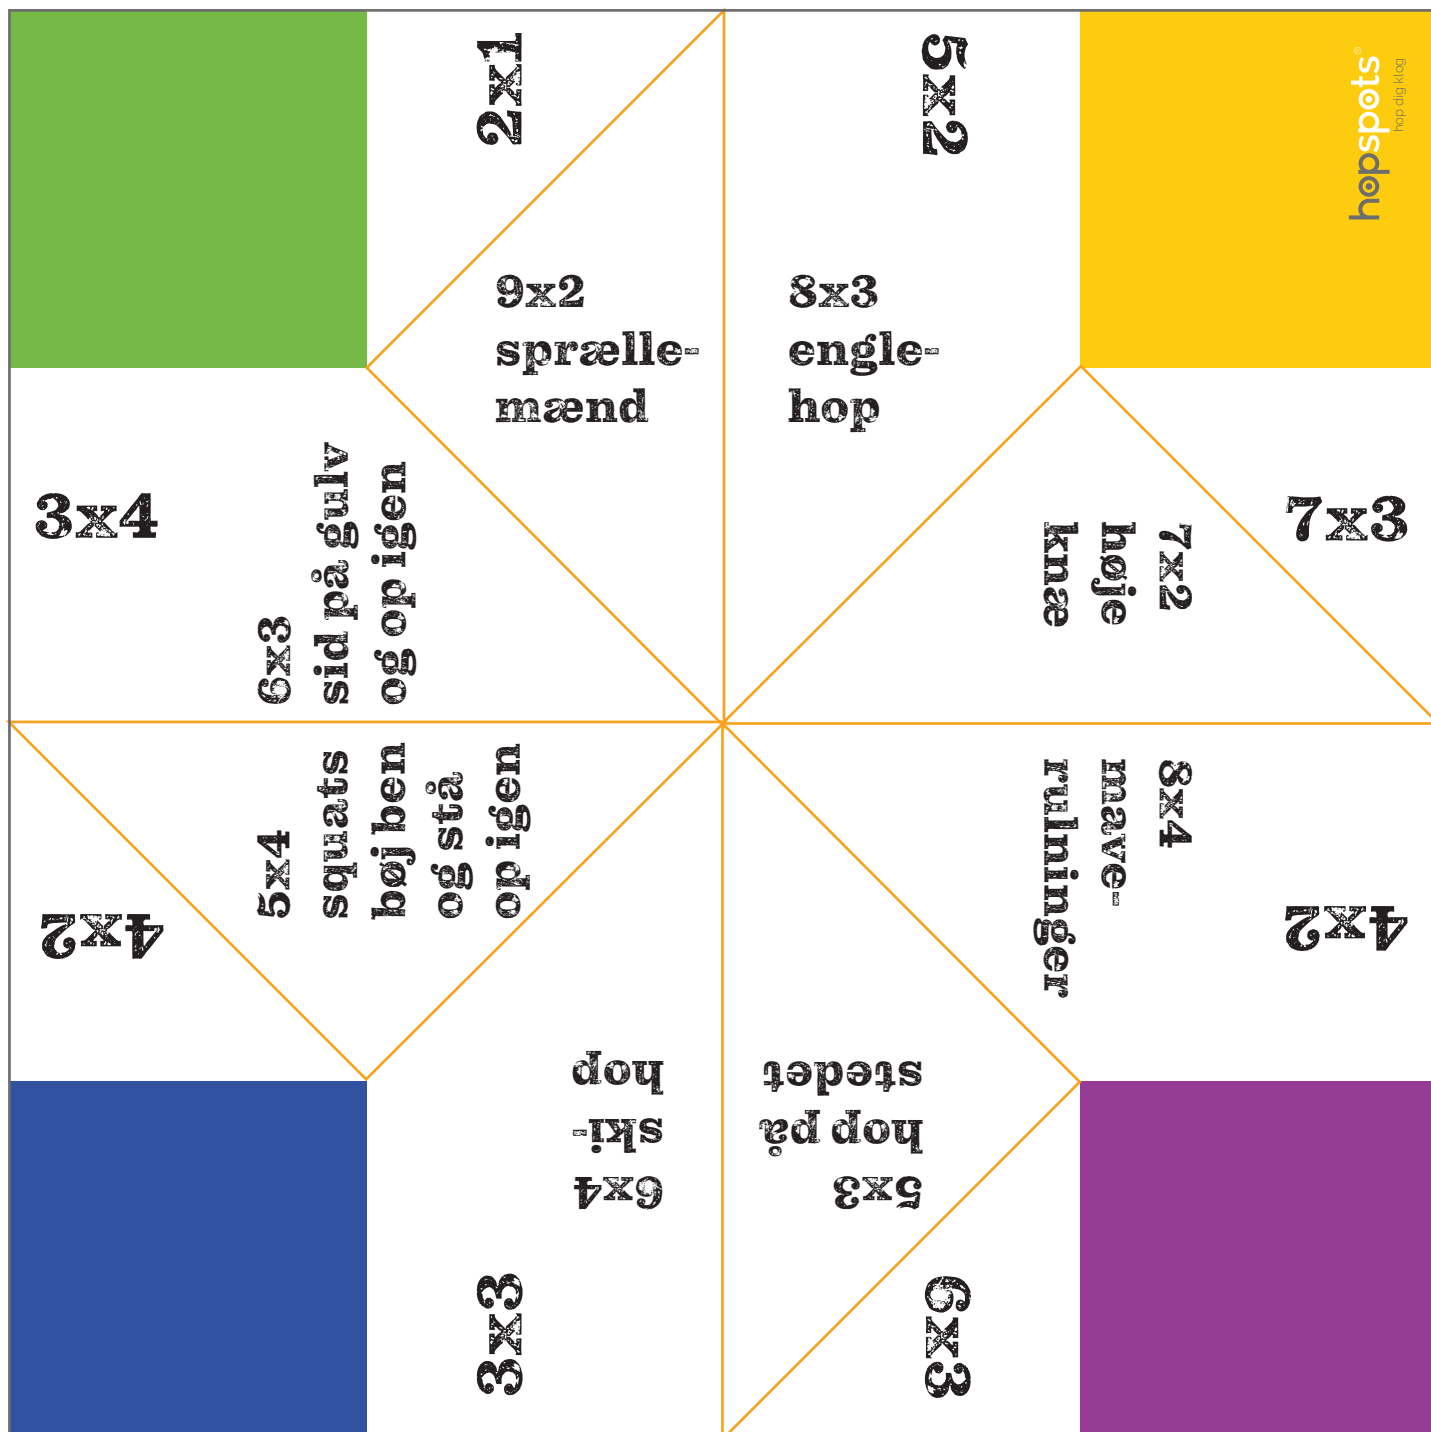 2x1
5x2
hopspots
hop dig klog
9x2
sprælle-
mænd
8x3
engle-
hop
3x4
6x3
sid på gulv
og op igen
7x2
høje
knæ
7x3
5x4
squats
bøj ben
og stå
op igen
4x2
8x4
mave-
rulninger
4x2
6x4
ski-
hop
5x3
hop på
stedet
3x3
6x3